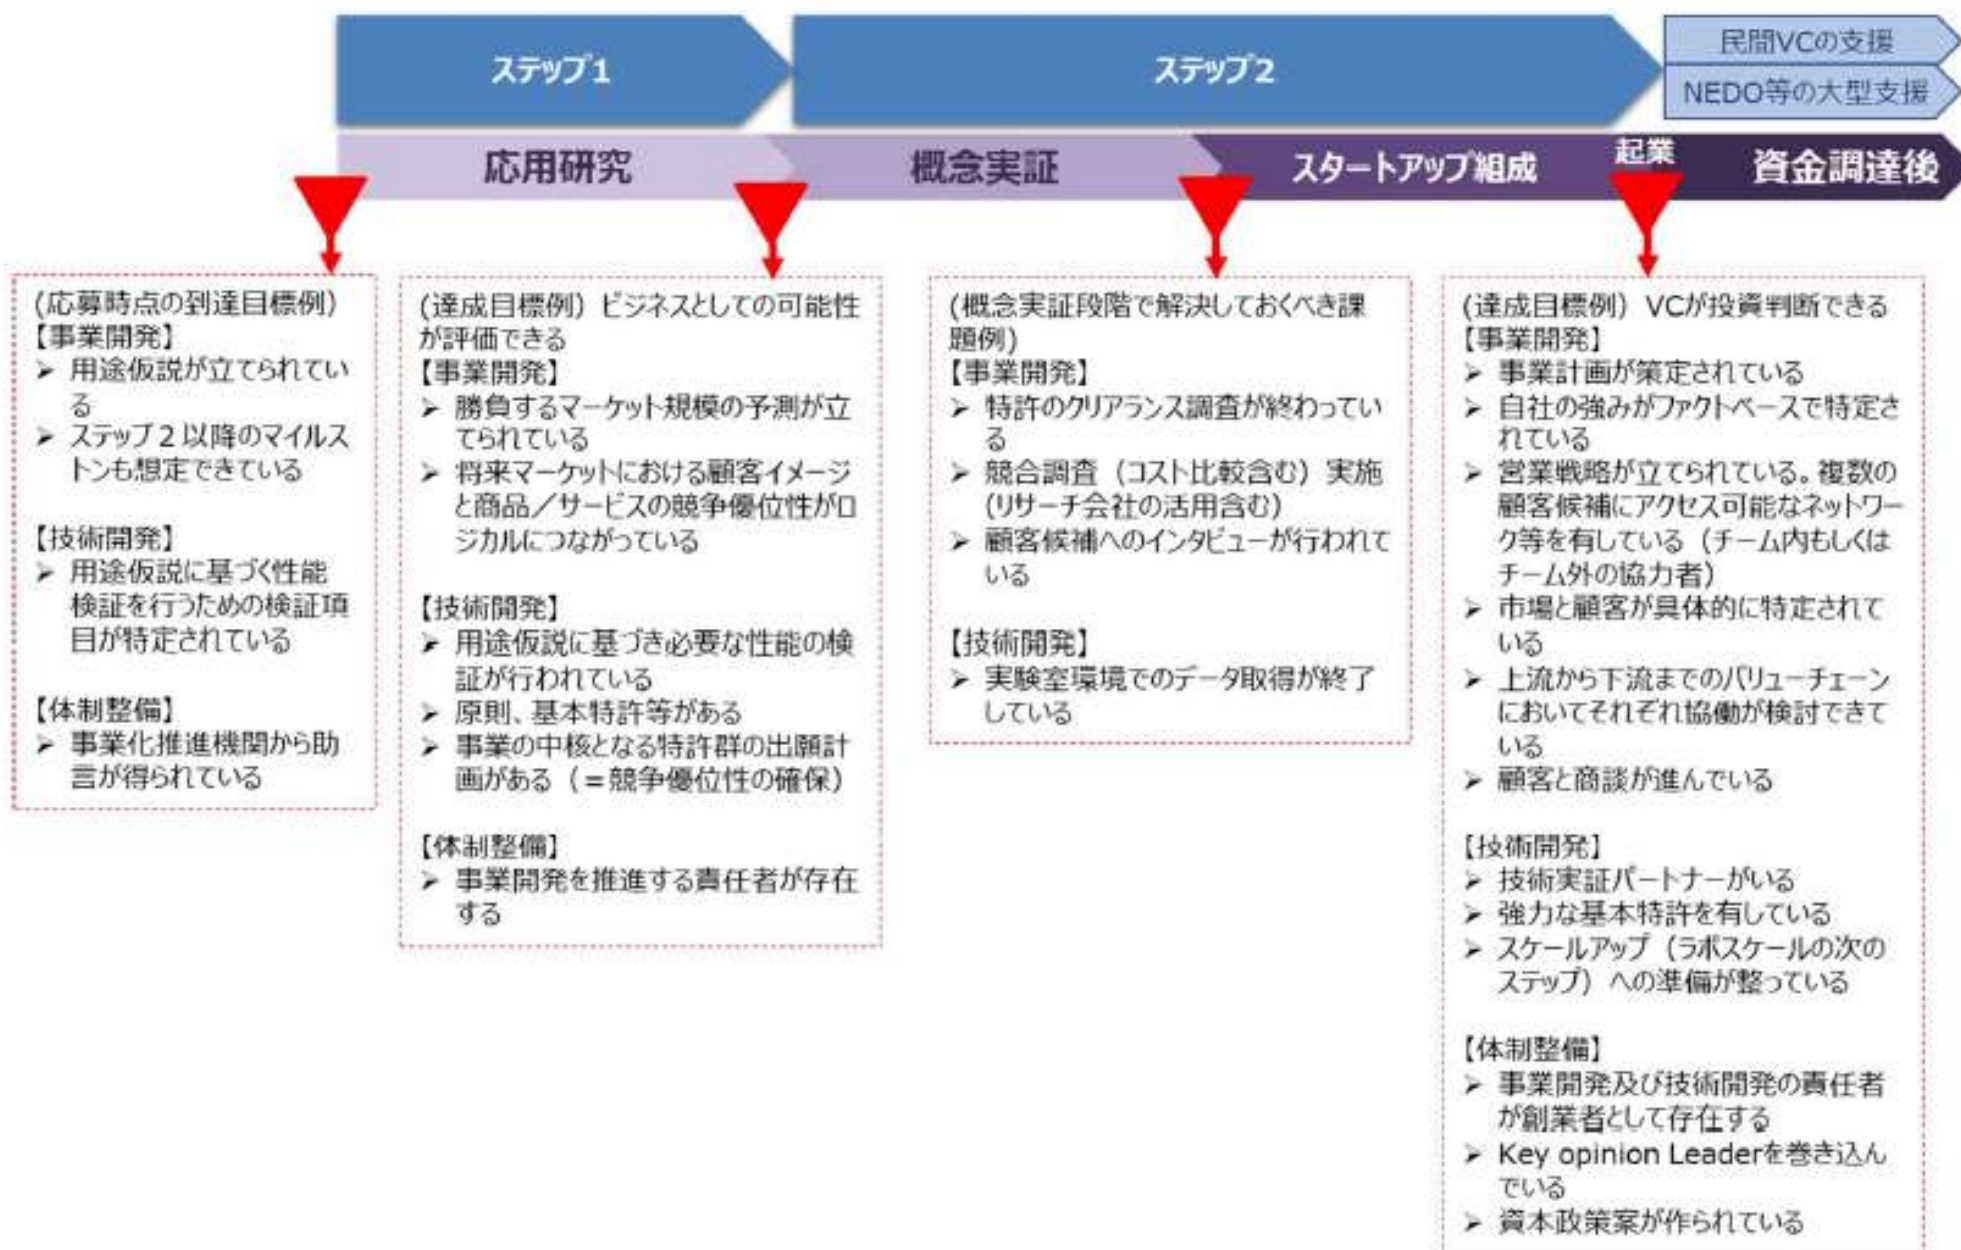 ステップ1
ステップ2
民間VCの支援
NEDO等の大型支援
応用研究
概念実証
スタートアップ組成
起業
資金調達後
(応募時点の到達目標例)
【事業開発】
➢ 用途仮説が立てられてい
る
➢ ステップ2以降のマイルス
トンも想定できている
【技術開発】
➢ 用途仮説に基づく性能
検証を行うための検証項
目が特定されている
【体制整備】
➢ 事業化推進機関から助
言が得られている
(達成目標例) ビジネスとしての可能性
が評価できる
【事業開発】
➢ 勝負するマーケット規模の予測が立
てられている
➢ 将来マーケットにおける顧客イメージ
と商品/サービスの競争優位性がロ
ジカルにつながっている
【技術開発】
➢ 用途仮説に基づき必要な性能の検
証が行われている
➢ 原則、基本特許等がある
➢ 事業の中核となる特許群の出願計
画がある(=競争優位性の確保)
【体制整備】
➢ 事業開発を推進する責任者が存在
する
(概念実証段階で解決しておくべき課
題例)
【事業開発】
➢ 特許のクリアランス調査が終わってい
る
➢ 競合調査(コスト比較含む)実施
(リサーチ会社の活用含む)
➢ 顧客候補へのインタビューが行われて
いる
【技術開発】
➢ 実験室環境でのデータ取得が終了
している
(達成目標例) VCが投資判断できる
【事業開発】
➢ 事業計画が策定されている
➢ 自社の強みがファクトベースで特定さ
れている
➢ 営業戦略が立てられている。複数の
顧客候補にアクセス可能なネットワー
ク等を有している(チーム内もしくは
チーム外の協力者)
➢ 市場と顧客が具体的に特定されて
いる
➢ 上流から下流までのバリューチェーン
においてそれぞれ協働が検討できて
いる
➢ 顧客と商談が進んでいる
【技術開発】
➢ 技術実証パートナーがいる
➢ 強力な基本特許を有している
➢ スケールアップ(ラボスケールの次の
ステップ)への準備が整っている
【体制整備】
➢ 事業開発及び技術開発の責任者
が創業者として存在する
➢ Key opinion Leaderを巻き込ん
でいる
➢ 資本政策案が作られている